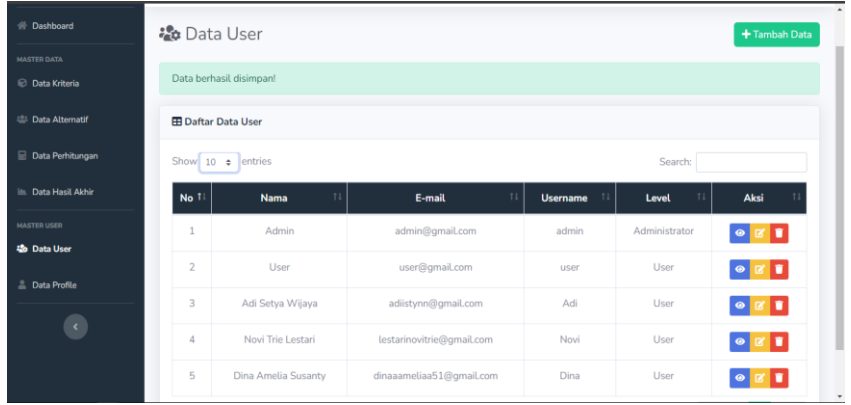 Dashboard
MASTER DATA
Data Kriteria
Data Alternatif
Data Perhitungan
Data Hasil Akhir
MASTER USER
Data User
Data Profile
Data User
+ Tambah Data
Data berhasil disimpan!
Daftar Data User
Show 10 entries
Search:
No Nama E-mail Username Level Aksi
1 Admin admin@gmail.com admin Administrator
2 User user@gmail.com user User
3 Adi Setya Wijaya adiistynn@gmail.com Adi User
4 Novi Trie Lestari lestarinovitrie@gmail.com Novi User
5 Dina Amelia Susanty dinaaameliaa51@gmail.com Dina User